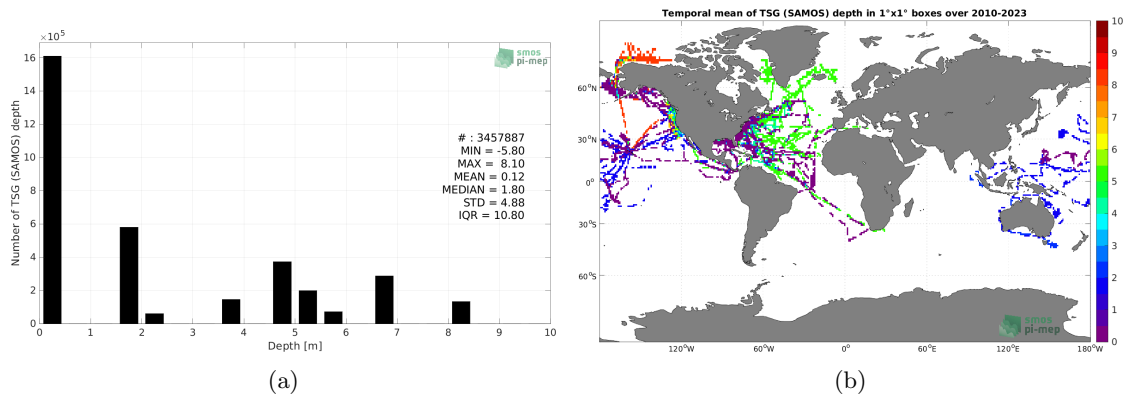 ×10⁵
16
14
12
10
8
6
4
2
0
Number of TSG (SAMOS) depth
smos
pi-mep
# : 3457887
MIN = -5.80
MAX = 8.10
MEAN = 0.12
MEDIAN = 1.80
STD = 4.88
IQR = 10.80
0 1 2 3 4 5 6 7 8 9 10
Depth [m]
(a)
Temporal mean of TSG (SAMOS) depth in 1°x1° boxes over 2010-2023
60°N
30°N
0°
30°S
60°S
120°W 60°W 0° 60°E 120°E 180°W
smos
pi-mep
10
9
8
7
6
5
4
3
2
1
0
(b)